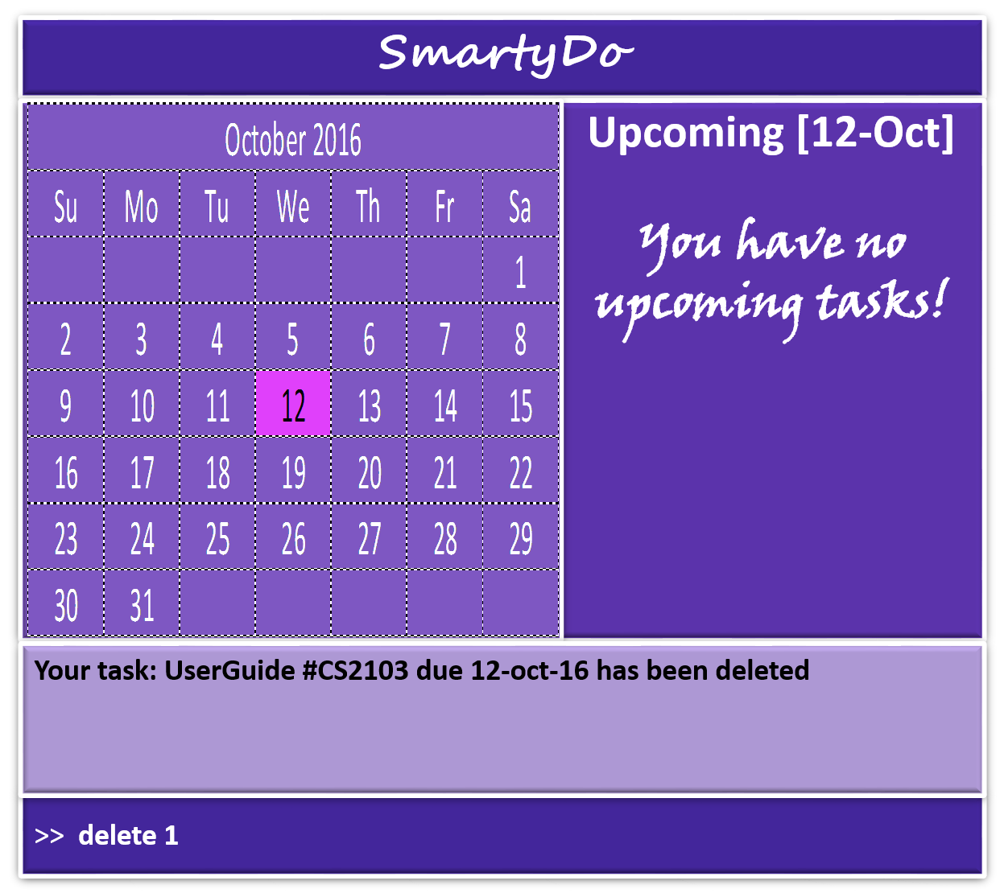 SmartyDo
October 2016
Su Mo Tu We Th Fr Sa
1
2 3 4 5 6 7 8
9 10 11 12 13 14 15
16 17 18 19 20 21 22
23 24 25 26 27 28 29
30 31
Upcoming [12-Oct]
You have no
upcoming tasks!
Your task: UserGuide #CS2103 due 12-oct-16 has been deleted
>> delete 1